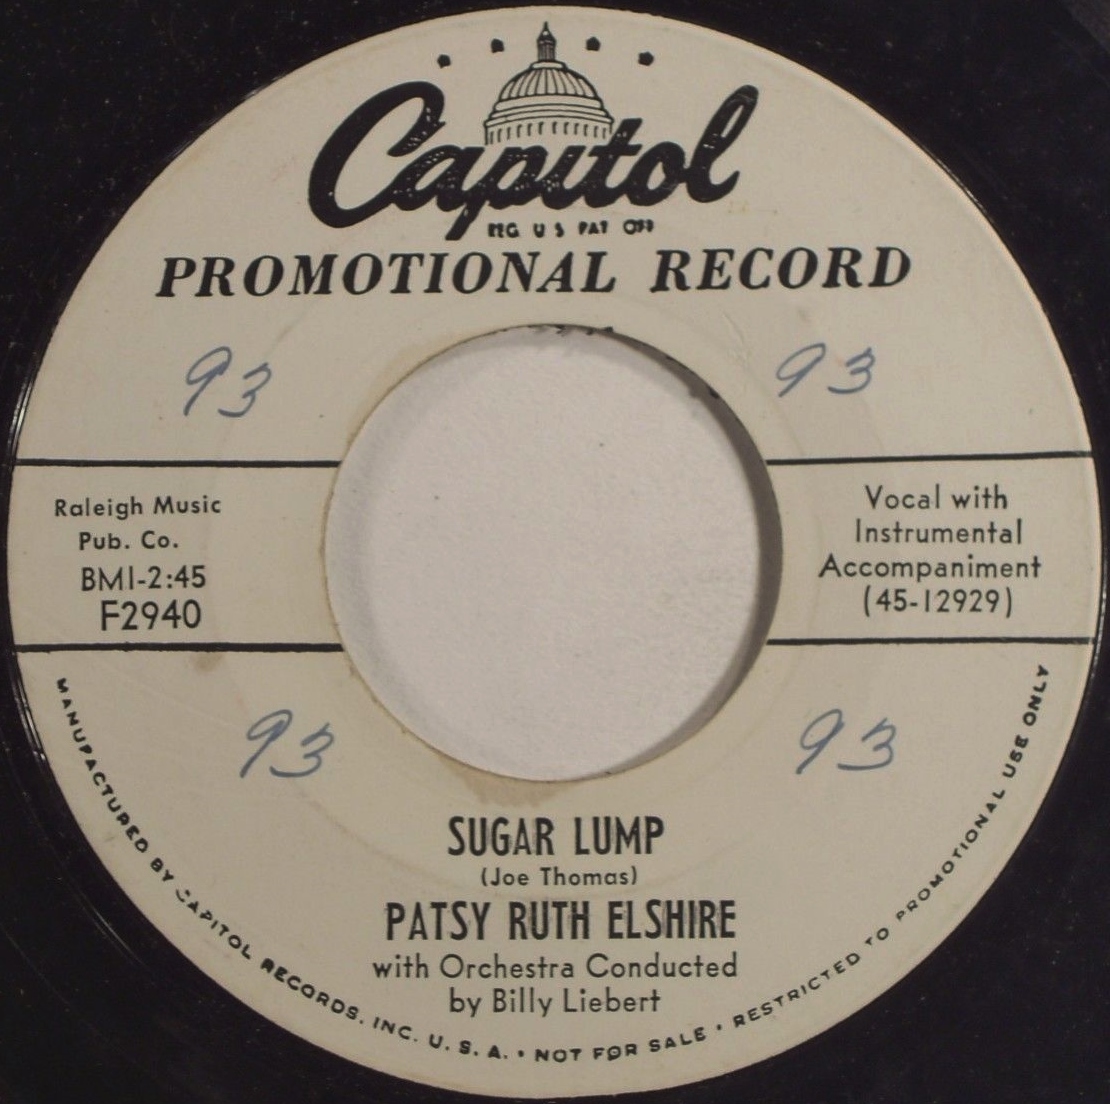 Capitol
REG U S PAT OFF
PROMOTIONAL RECORD
93
93
Raleigh Music
Pub. Co.
BMI-2:45
F2940
Vocal with
Instrumental
Accompaniment
(45-12929)
93
93
SUGAR LUMP
(Joe Thomas)
PATSY RUTH ELSHIRE
with Orchestra Conducted
by Billy Liebert
MANUFACTURED BY CAPITOL RECORDS, INC. U. S. A. • NOT FOR SALE • RESTRICTED TO PROMOTIONAL USE ONLY